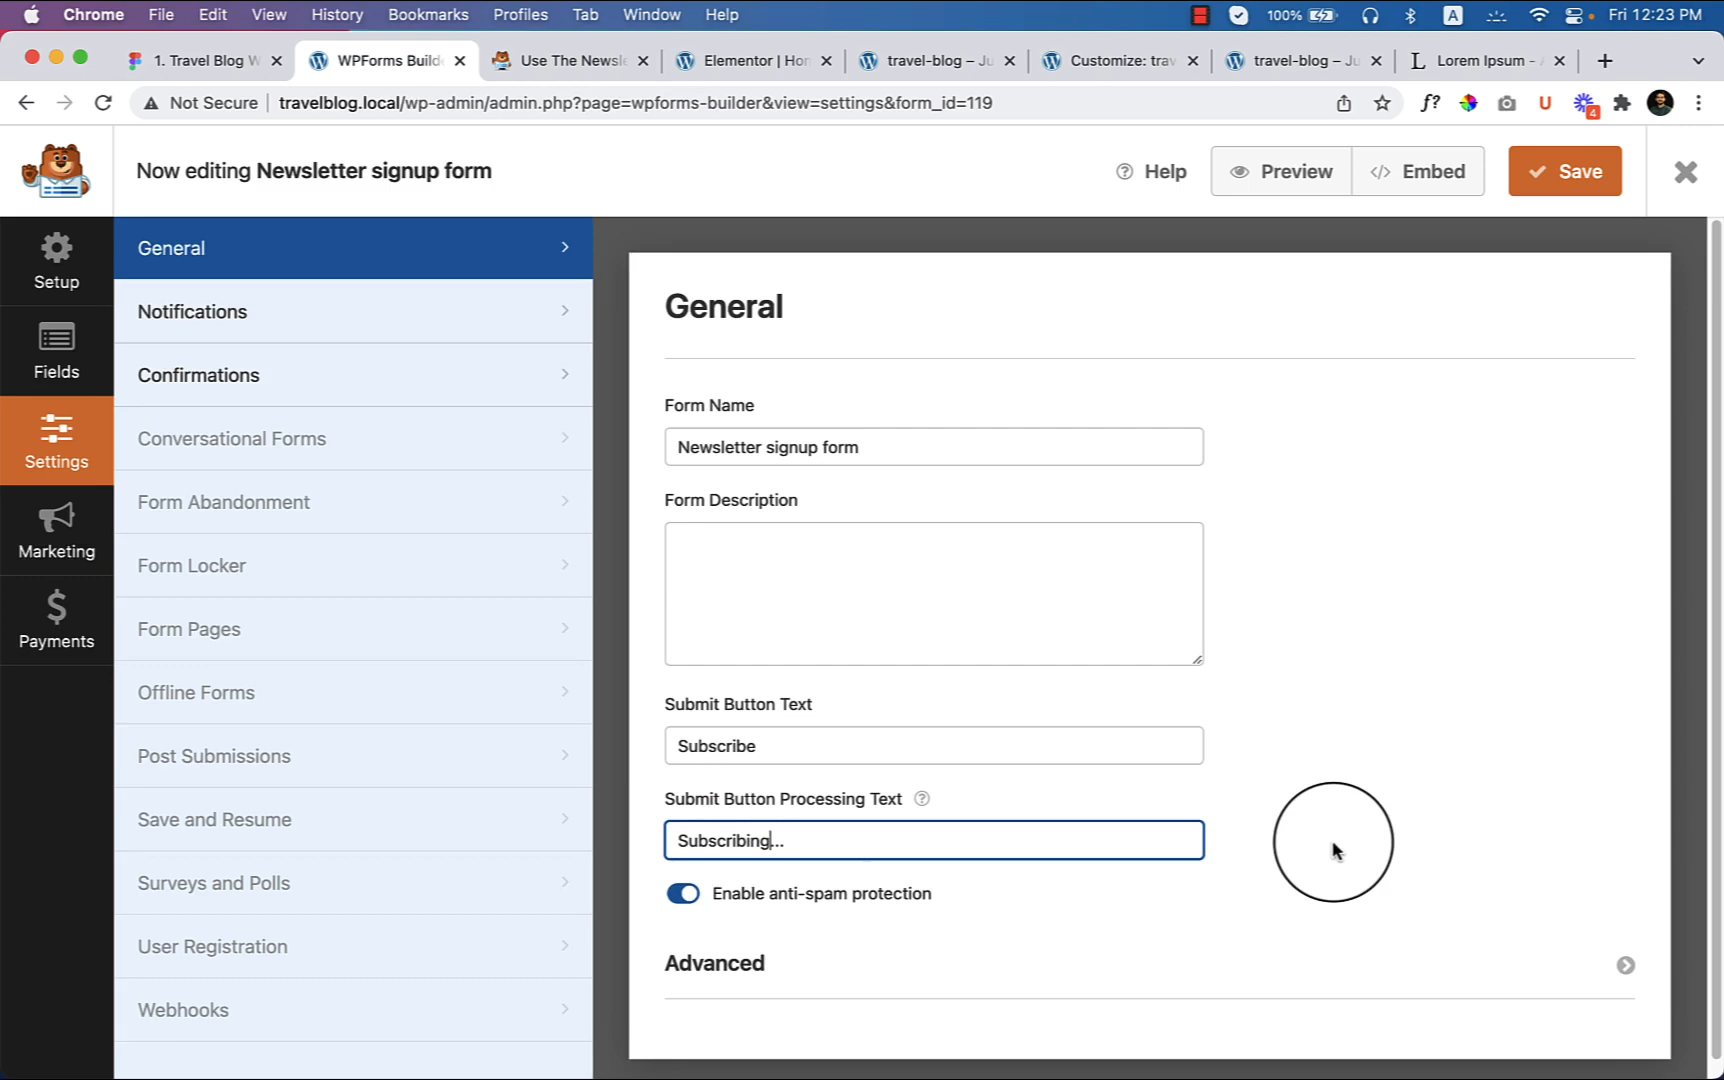 Chrome File Edit View History Bookmarks Profiles Tab Window Help 100% A Fri 12:23 PM
1. Travel Blog W WPForms Build Use The Newsl Elementor | Hom travel-blog – Ju Customize: trav travel-blog – Ju L Lorem Ipsum -
Not Secure travelblog.local/wp-admin/admin.php?page=wpforms-builder&view=settings&form_id=119 f? U 4
Now editing Newsletter signup form
Help Preview Embed Save
Setup
Fields
Settings
Marketing
Payments
General
Notifications
Confirmations
Conversational Forms
Form Abandonment
Form Locker
Form Pages
Offline Forms
Post Submissions
Save and Resume
Surveys and Polls
User Registration
Webhooks
General
Form Name
Newsletter signup form
Form Description
Submit Button Text
Subscribe
Submit Button Processing Text
Subscribing...
Enable anti-spam protection
Advanced